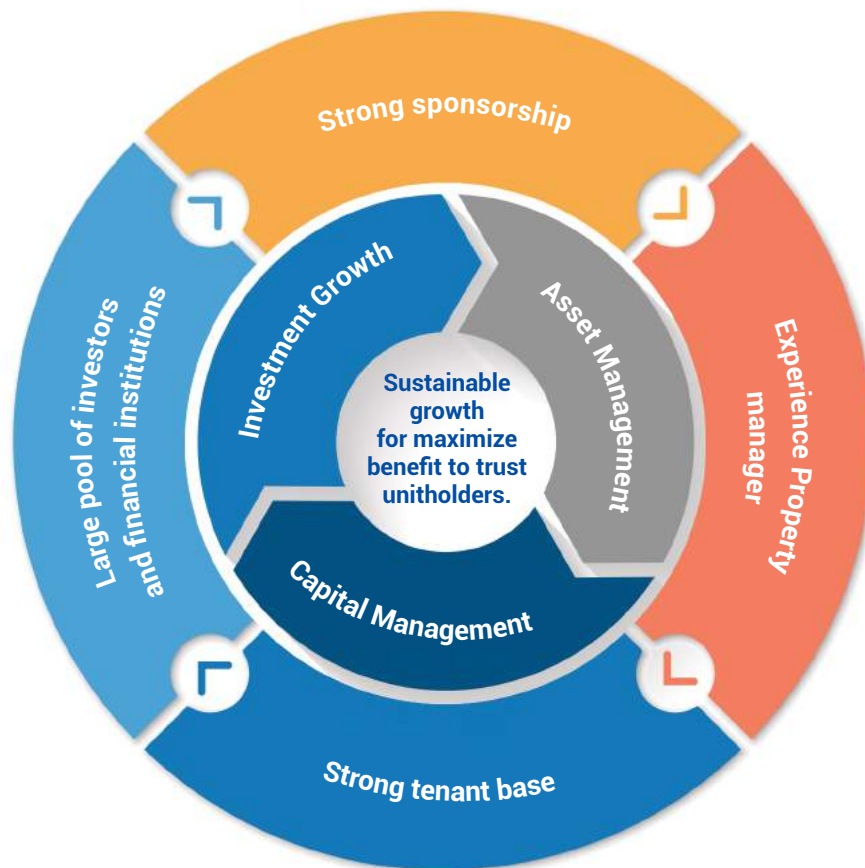 Strong sponsorship
Experience Property
manager
Strong tenant base
Large pool of investors
and financial institutions
Investment Growth
Asset Management
Capital Management
Sustainable
growth
for maximize
benefit to trust
unitholders.